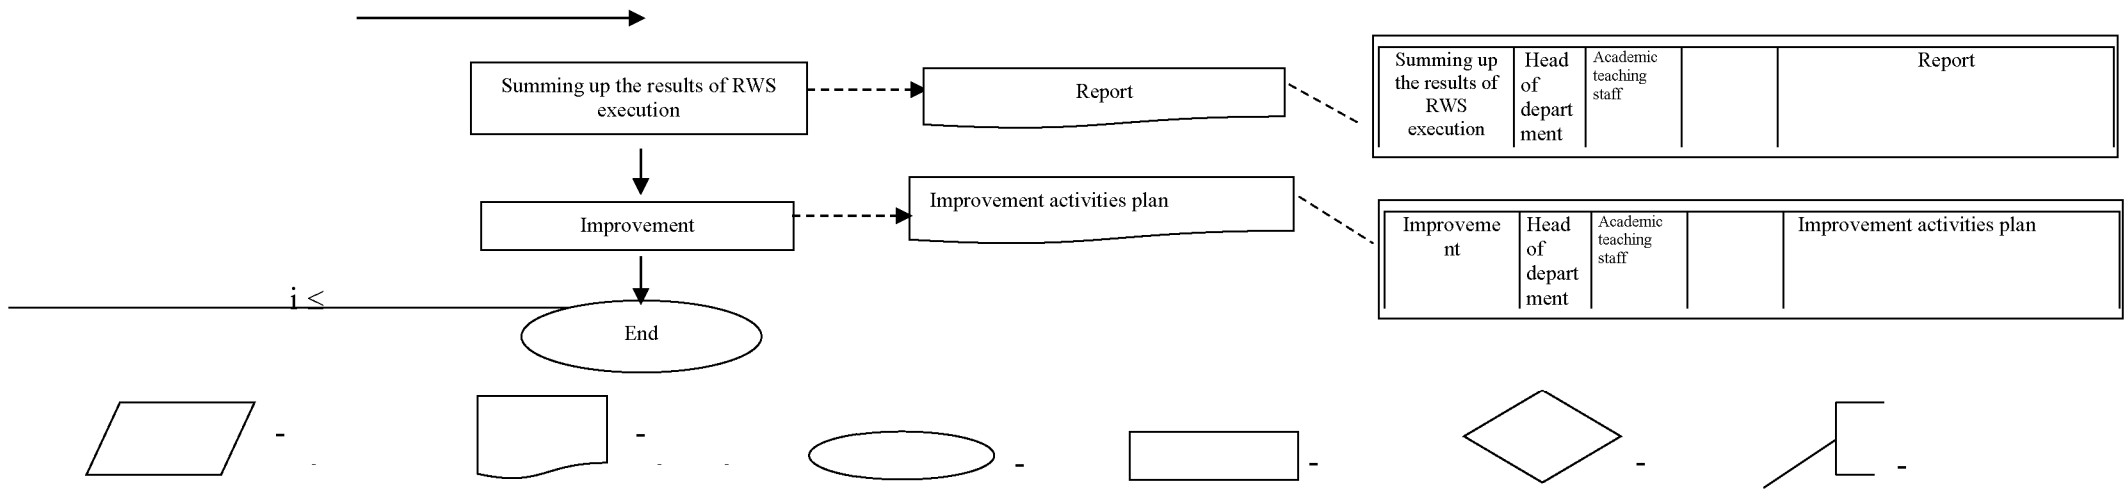 Summing up the results of RWS
execution
Report
Summing up
the results of
RWS
execution
Head
of
depart
ment
Academic
teaching
staff
Report
Improvement
Improvement activities plan
Improveme
nt
Head
of
depart
ment
Academic
teaching
staff
Improvement activities plan
i ≤
End
-
-
-
-
-
-